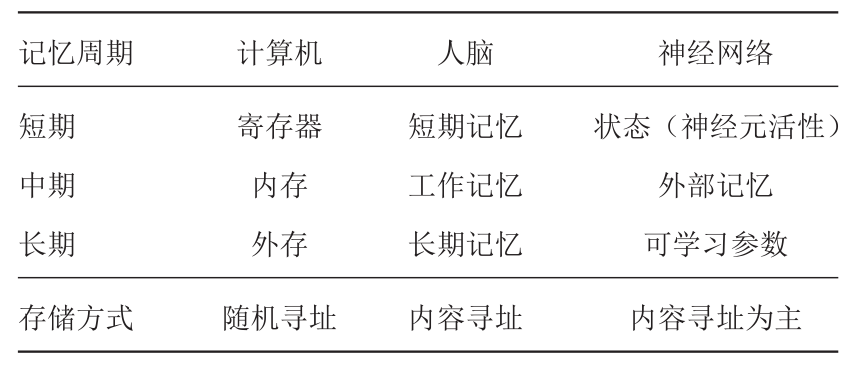 记忆周期 计算机 人脑 神经网络
短期 寄存器 短期记忆 状态（神经元活性）
中期 内存 工作记忆 外部记忆
长期 外存 长期记忆 可学习参数
存储方式 随机寻址 内容寻址 内容寻址为主